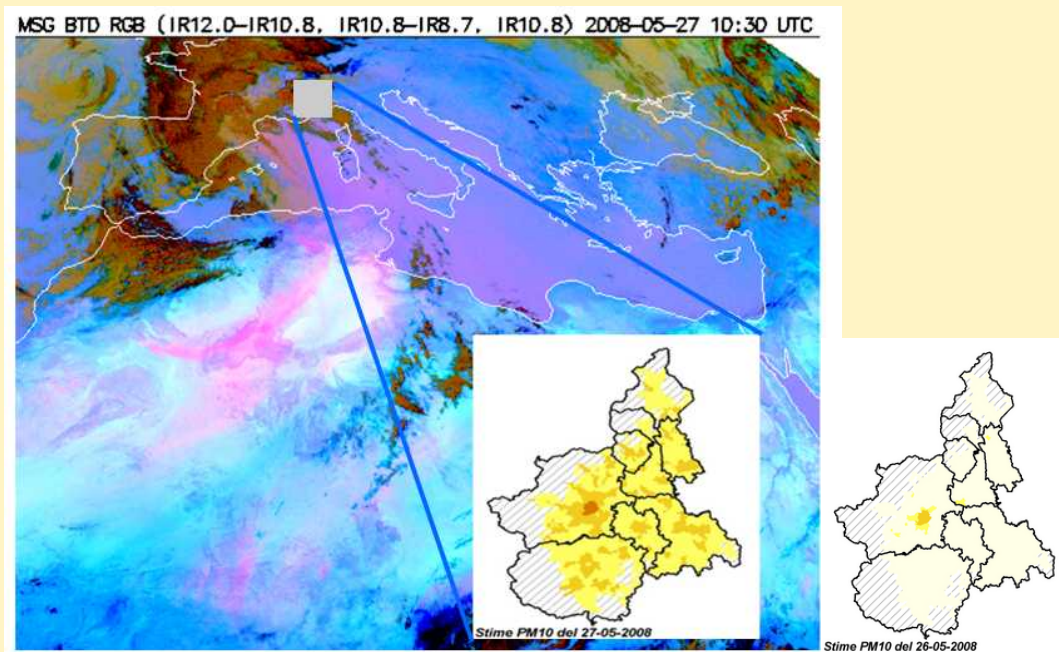 MSG BTD RGB (IR12.0–IR10.8, IR10.8–IR8.7, IR10.8) 2008–05–27 10:30 UTC
Stime PM10 del 27-05-2008
Stime PM10 del 26-05-2008